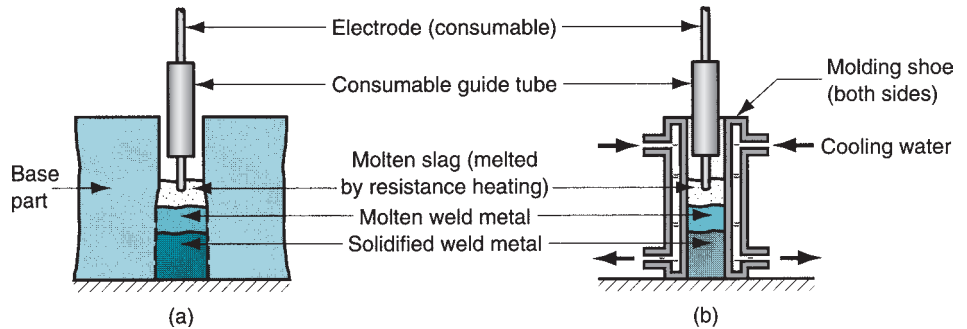 Electrode (consumable)
Consumable guide tube
Molding shoe
(both sides)
Cooling water
Base
part
Molten slag (melted
by resistance heating)
Molten weld metal
Solidified weld metal
(a)
(b)